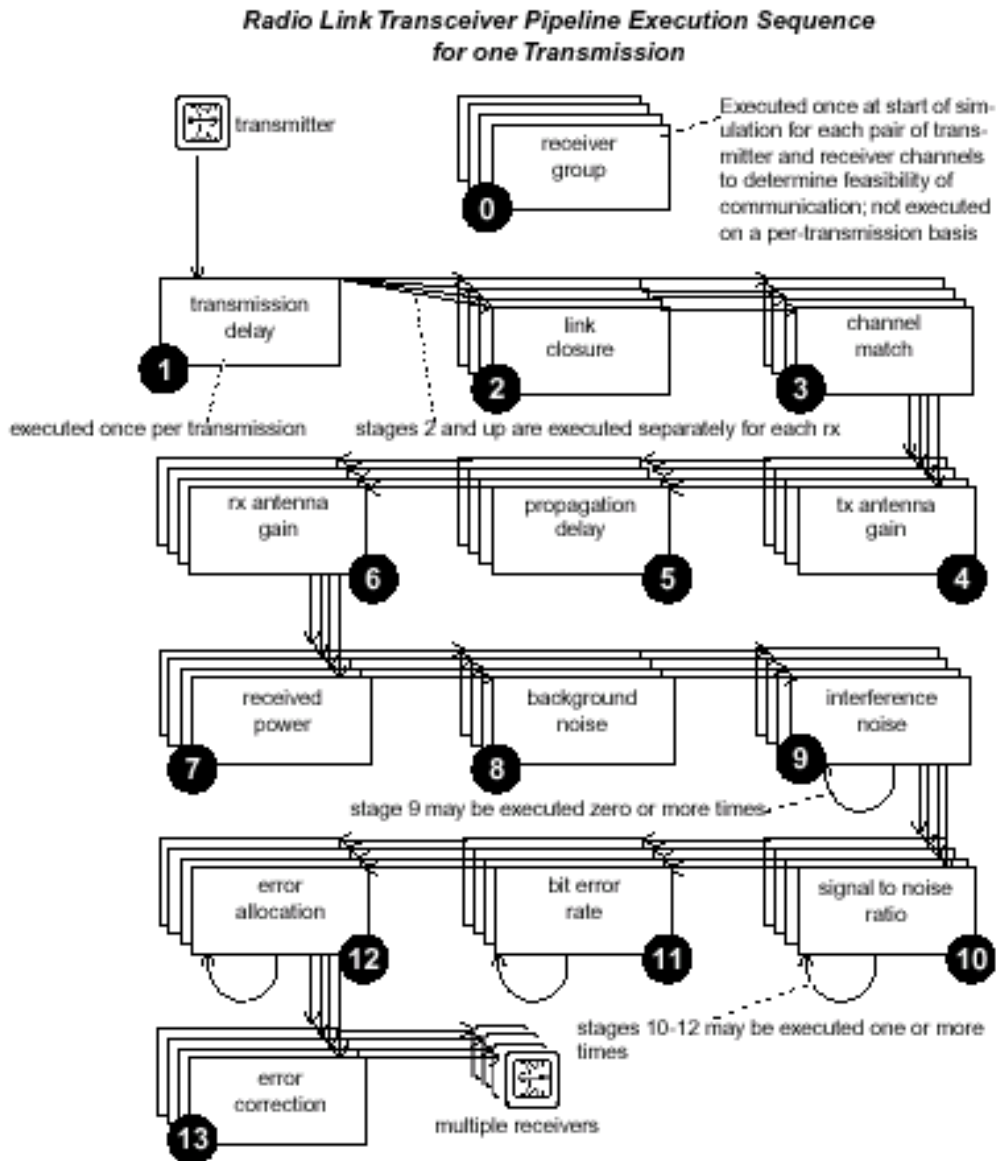 Radio Link Transceiver Pipeline Execution Sequence
for one Transmission
transmitter
receiver
group
0
Executed once at start of sim-
ulation for each pair of trans-
mitter and receiver channels
to determine feasibility of
communication; not executed
on a per-transmission basis
transmission
delay
1
link
closure
2
channel
match
3
executed once per transmission
stages 2 and up are executed separately for each rx
rx antenna
gain
6
propagation
delay
5
tx antenna
gain
4
received
power
7
background
noise
8
interference
noise
9
stage 9 may be executed zero or more times
error
allocation
12
bit error
rate
11
signal to noise
ratio
10
stages 10-12 may be executed one or more
times
error
correction
13
multiple receivers